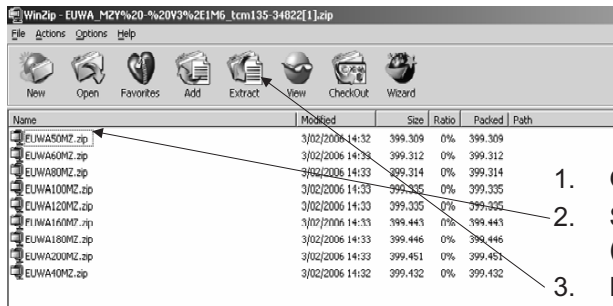 WinZip - EUWA_MZY%20-%20V3%2E1M6_tcm135-34822[1].zip
File Actions Options Help
New Open Favorites Add Extract View CheckOut Wizard
Name Modified Size Ratio Packed Path
EUWA50MZ.zip 3/02/2006 14:32 399.309 0% 399.309
EUWA60MZ.zip 3/02/2006 14:33 399.312 0% 399.312
EUWA80MZ.zip 3/02/2006 14:33 399.314 0% 399.314
EUWA100MZ.zip 3/02/2006 14:33 399.335 0% 399.335
EUWA120MZ.zip 3/02/2006 14:33 399.335 0% 399.335
EUWA160MZ.zip 3/02/2006 14:33 399.443 0% 399.443
EUWA180MZ.zip 3/02/2006 14:33 399.446 0% 399.446
EUWA200MZ.zip 3/02/2006 14:33 399.451 0% 399.451
EUWA40MZ.zip 3/02/2006 14:32 399.432 0% 399.432
1.
2.
3.